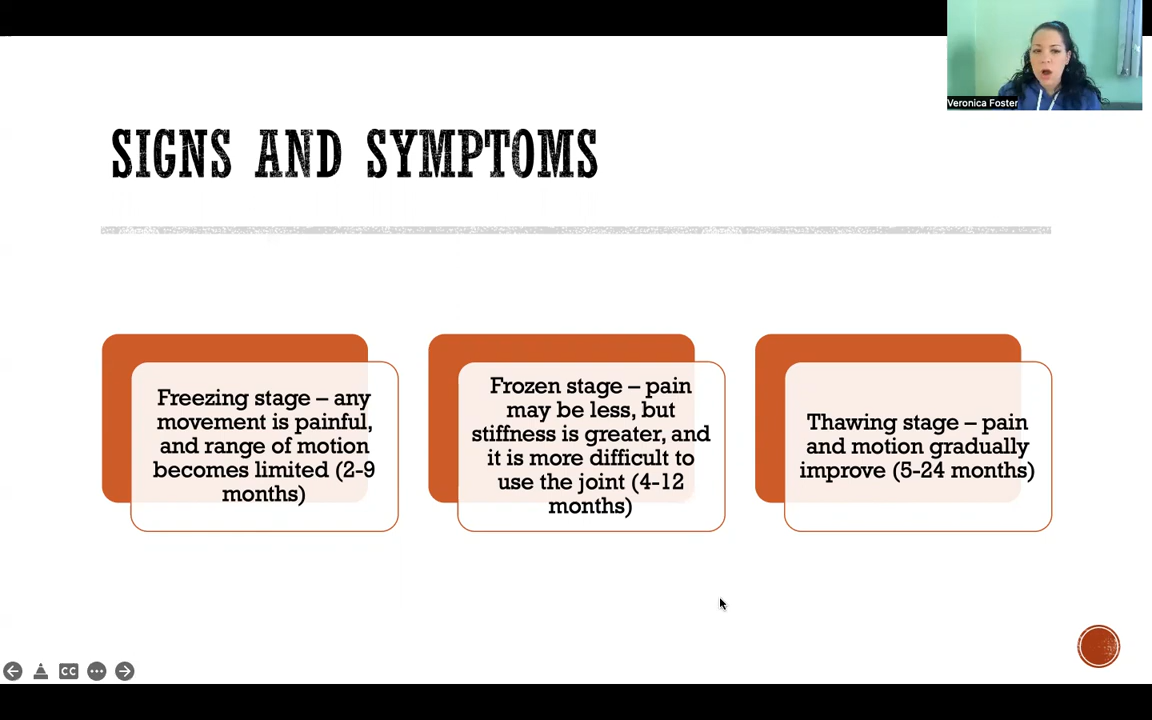 Veronica Foster
SIGNS AND SYMPTOMS
Freezing stage – any
movement is painful,
and range of motion
becomes limited (2-9
months)
Frozen stage – pain
may be less, but
stiffness is greater, and
it is more difficult to
use the joint (4-12
months)
Thawing stage – pain
and motion gradually
improve (5-24 months)
CC